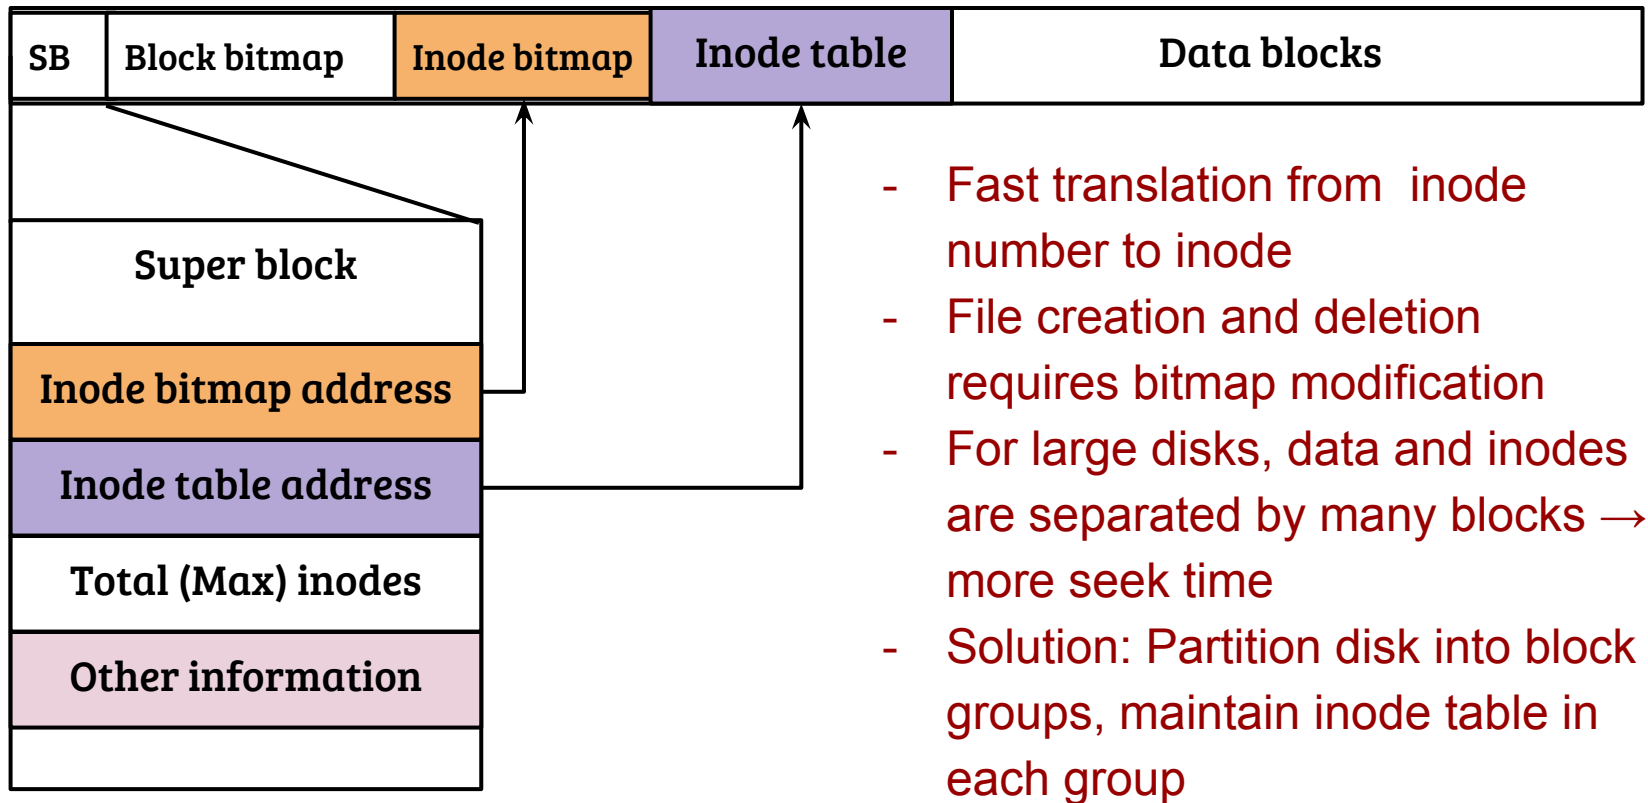 SB Block bitmap Inode bitmap Inode table Data blocks
Super block
Inode bitmap address
Inode table address
Total (Max) inodes
Other information
- Fast translation from inode
number to inode
- File creation and deletion
requires bitmap modification
- For large disks, data and inodes
are separated by many blocks →
more seek time
- Solution: Partition disk into block
groups, maintain inode table in
each group